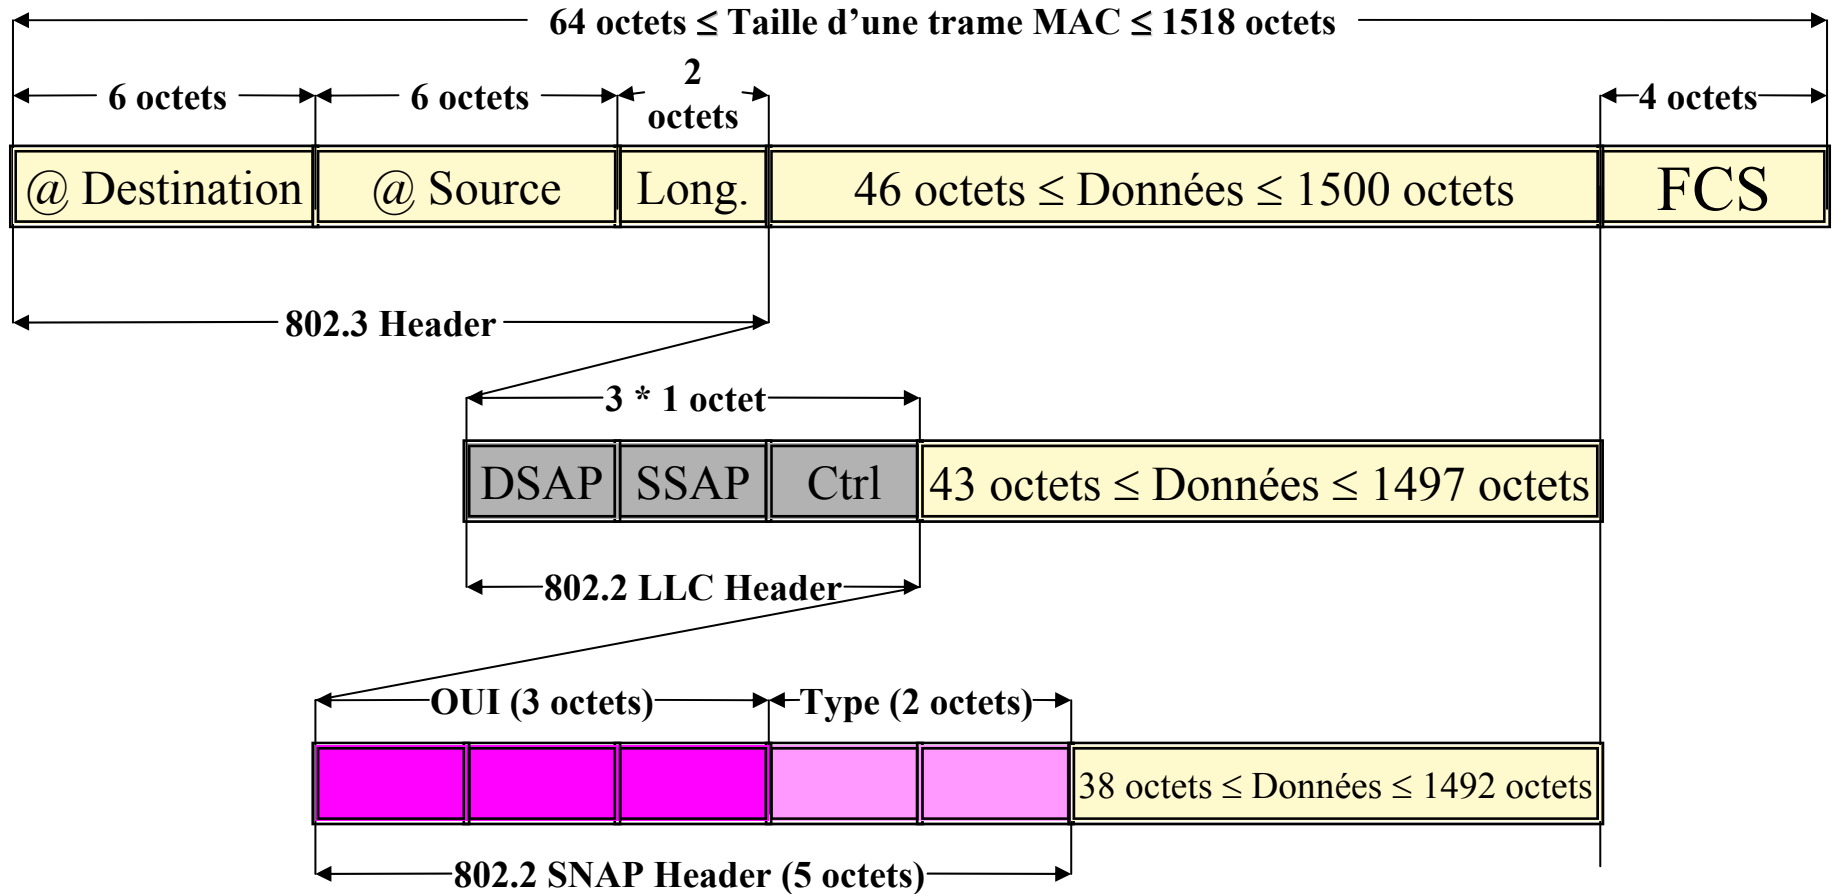 64 octets ≤ Taille d’une trame MAC ≤ 1518 octets
6 octets
6 octets
2
octets
4 octets
@ Destination
@ Source
Long.
46 octets ≤ Données ≤ 1500 octets
FCS
802.3 Header
3 * 1 octet
DSAP
SSAP
Ctrl
43 octets ≤ Données ≤ 1497 octets
802.2 LLC Header
OUI (3 octets)
Type (2 octets)
38 octets ≤ Données ≤ 1492 octets
802.2 SNAP Header (5 octets)